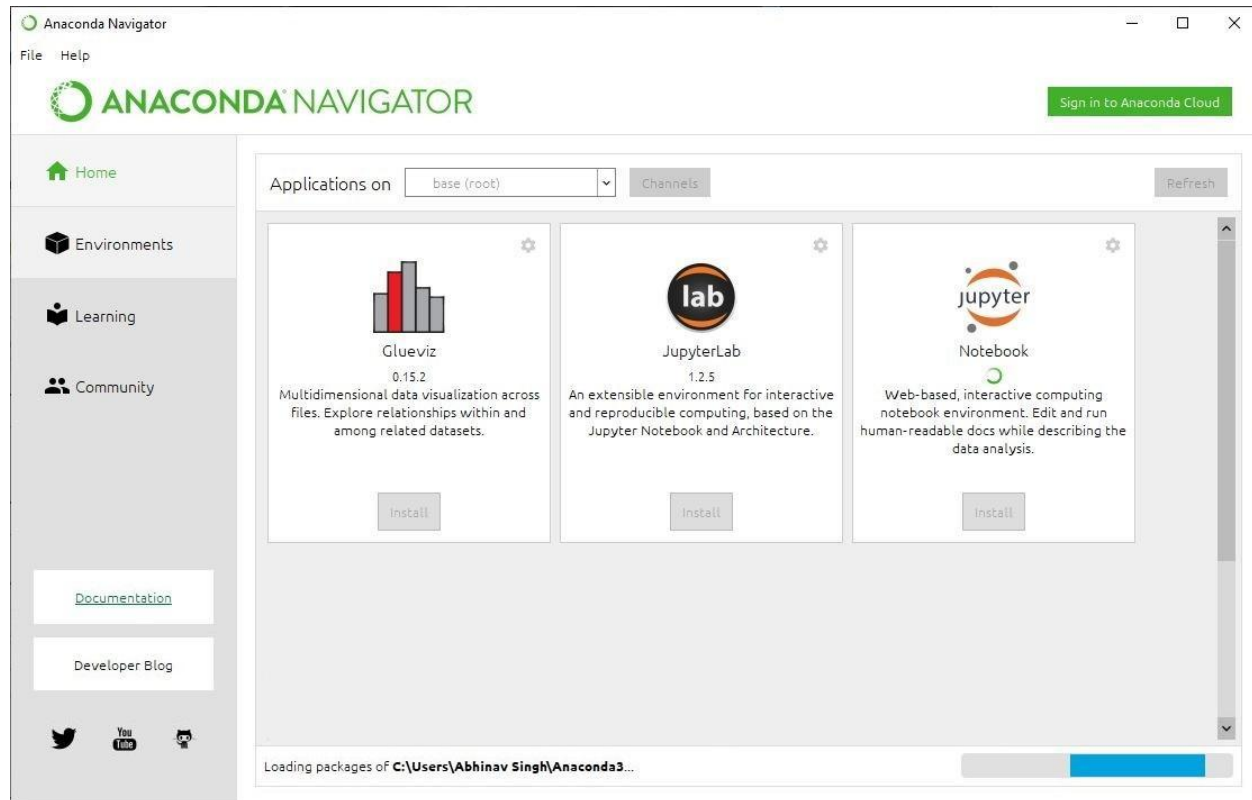 Anaconda Navigator
File Help
ANACONDA NAVIGATOR
Sign in to Anaconda Cloud
Home
Environments
Learning
Community
Documentation
Developer Blog
You
Tube
Applications on base (root) Channels Refresh
Glueviz
0.15.2
Multidimensional data visualization across
files. Explore relationships within and
among related datasets.
Install
lab
JupyterLab
1.2.5
An extensible environment for interactive
and reproducible computing, based on the
Jupyter Notebook and Architecture.
Install
jupyter
Notebook
Web-based, interactive computing
notebook environment. Edit and run
human-readable docs while describing the
data analysis.
Install
Loading packages of C:\Users\Abhinav Singh\Anaconda3...